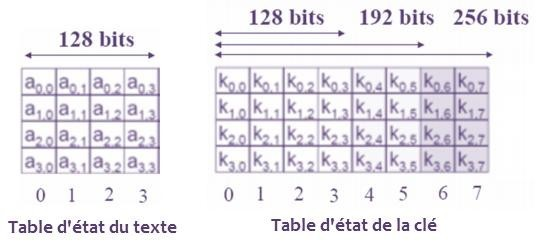 128 bits
128 bits 192 bits 256 bits
a0,0 a0,1 a0,2 a0,3
a1,0 a1,1 a1,2 a1,3
a2,0 a2,1 a2,2 a2,3
a3,0 a3,1 a3,2 a3,3
0 1 2 3
Table d'état du texte
k0,0 k0,1 k0,2 k0,3 k0,4 k0,5 k0,6 k0,7
k1,0 k1,1 k1,2 k1,3 k1,4 k1,5 k1,6 k1,7
k2,0 k2,1 k2,2 k2,3 k2,4 k2,5 k2,6 k2,7
k3,0 k3,1 k3,2 k3,3 k3,4 k3,5 k3,6 k3,7
0 1 2 3 4 5 6 7
Table d'état de la clé